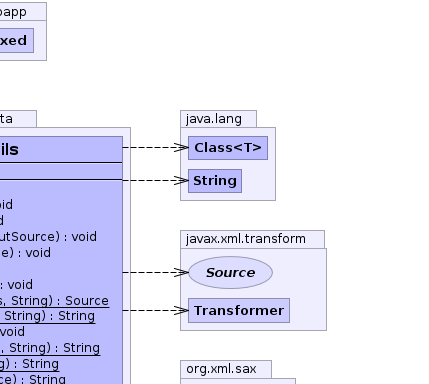 oapp
xed
ta
ils
oid
d
utSource) : void
e) : void
: void
s, String) : Source
String) : String
void
, String) : String
g) : String
ce) : String
java.lang
Class<T>
String
javax.xml.transform
Source
Transformer
org.xml.sax